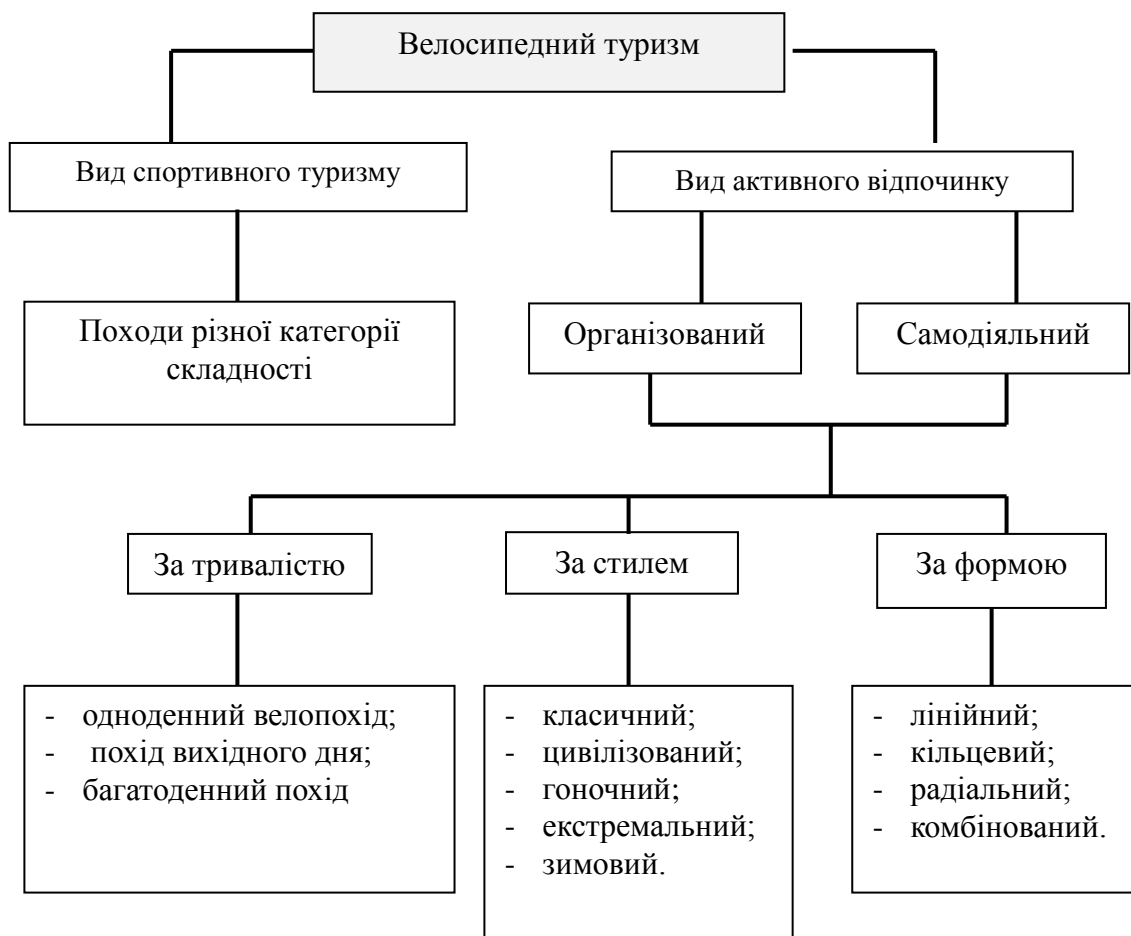 Велосипедний туризм
Вид спортивного туризму
Вид активного відпочинку
Походи різної категорії
складності
Організований
Самодіяльний
За тривалістю
За стилем
За формою
- одноденний велопохід;
- похід вихідного дня;
- багатоденний похід
- класичний;
- цивілізований;
- гоночний;
- екстремальний;
- зимовий.
- лінійний;
- кільцевий;
- радіальний;
- комбінований.